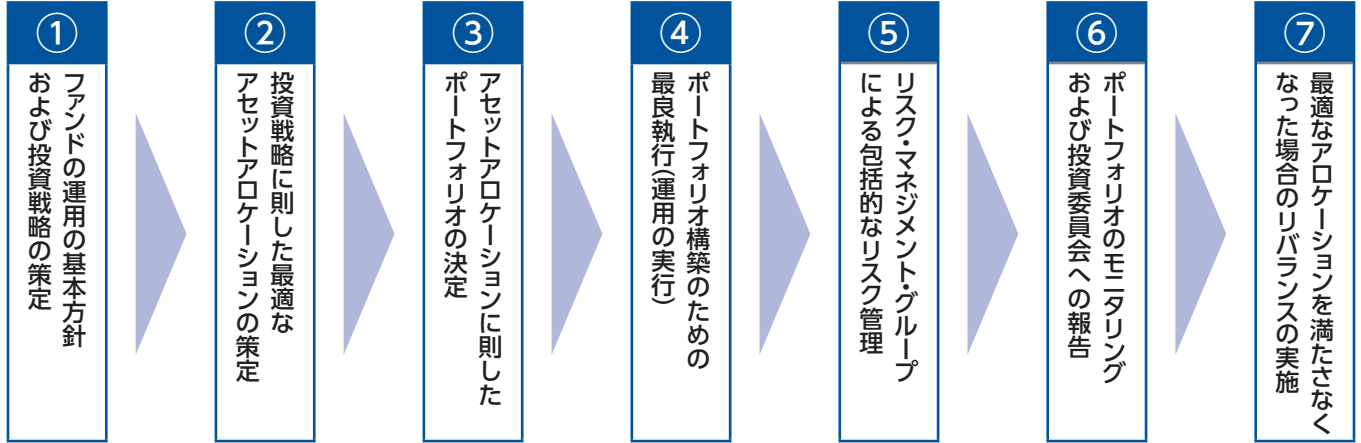 ①
ファンドの運用の基本方針
および投資戦略の策定
②
投資戦略に則した最適な
アセットアロケーションの策定
③
アセットアロケーションに則した
ポートフォリオの決定
④
ポートフォリオ構築のための
最良執行(運用の実行)
⑤
リスク・マネジメント・グループ
による包括的なリスク管理
⑥
ポートフォリオのモニタリング
および投資委員会への報告
⑦
最適なアロケーションを満たさなく
なった場合のリバランスの実施